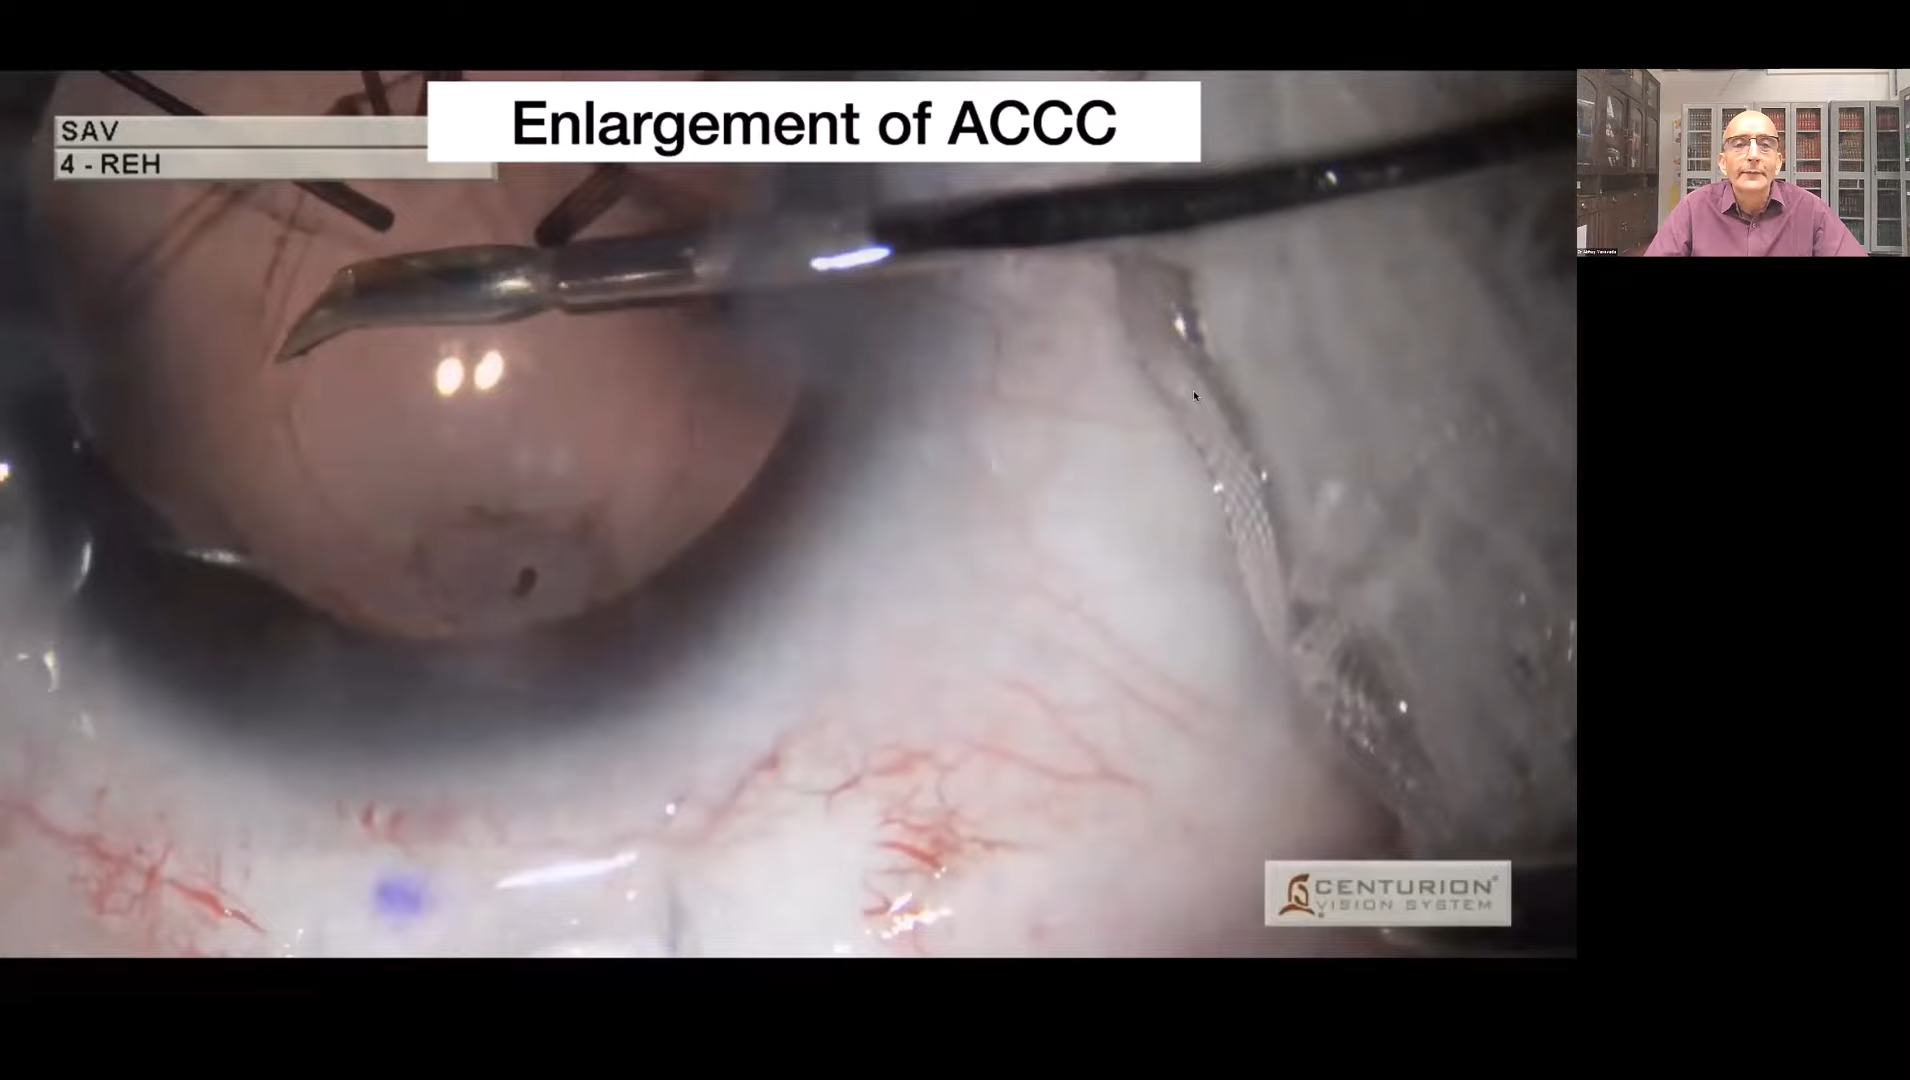 Enlargement of ACCC
SAV
4 - REH
CENTURION
VISION SYSTEM